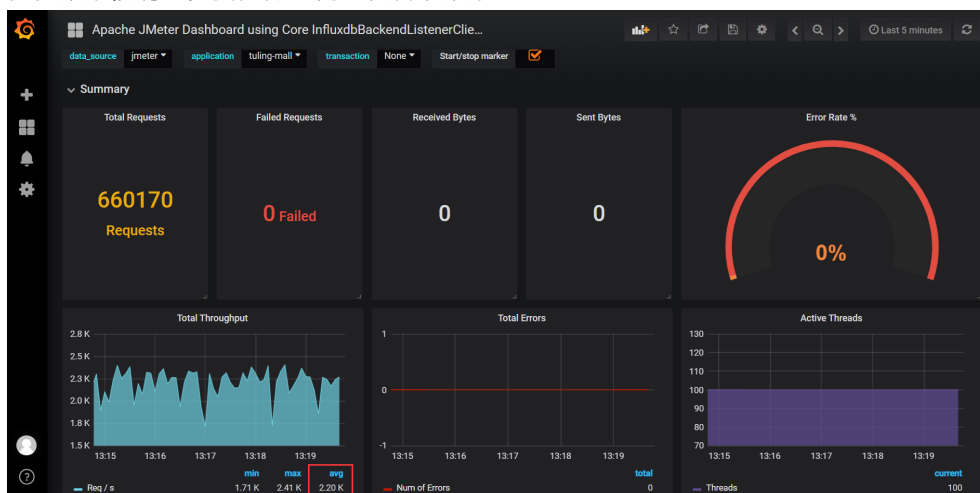 Apache JMeter Dashboard using Core InfluxdbBackendListenerClie...
Last 5 minutes
data_source jmeter application tuling-mall transaction None Start/stop marker
Summary
Total Requests Failed Requests Received Bytes Sent Bytes Error Rate %
660170
Requests
0 Failed
0
0
0%
Total Throughput
2.8 K
2.5 K
2.3 K
2.0 K
1.8 K
1.5 K
13:15 13:16 13:17 13:18 13:19
min max avg
Req / s 1.71 K 2.41 K 2.20 K
Total Errors
1
0
-1
13:15 13:16 13:17 13:18 13:19
total
Num of Errors 0
Active Threads
130
120
110
100
90
80
70
13:15 13:16 13:17 13:18 13:19
current
Threads 100